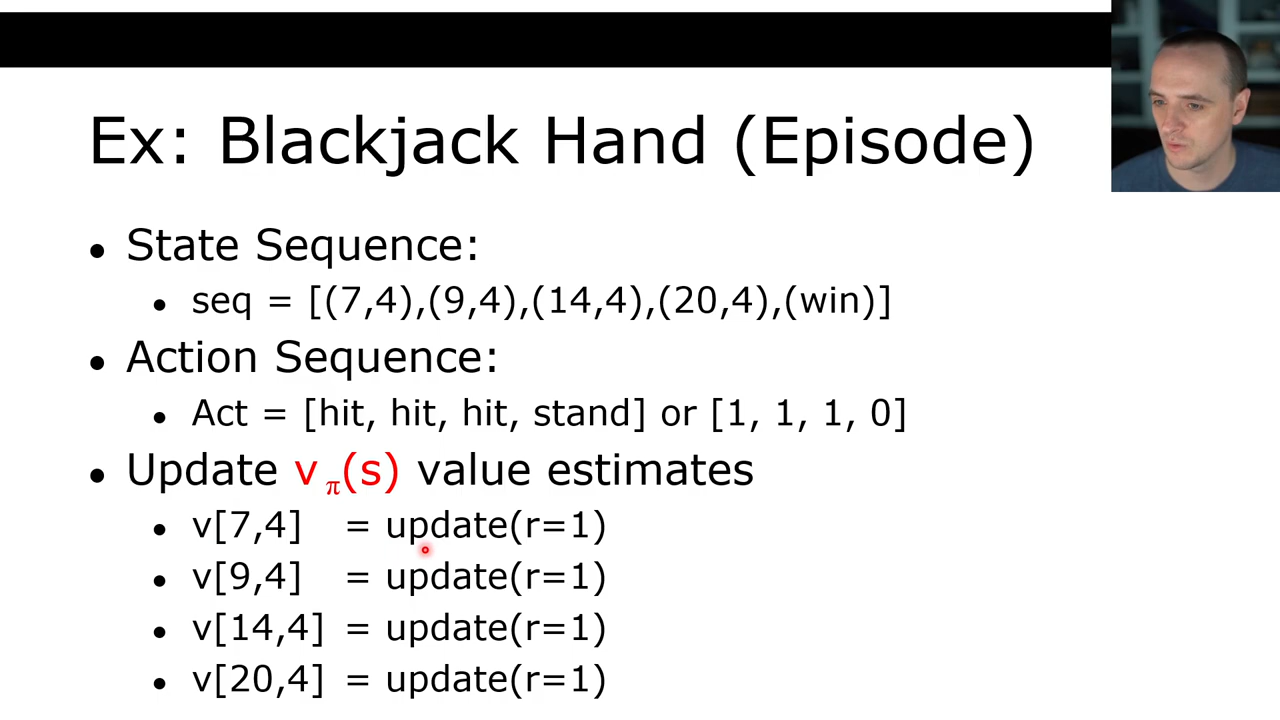 Ex: Blackjack Hand (Episode)
• State Sequence:
• seq = [(7,4),(9,4),(14,4),(20,4),(win)]
• Action Sequence:
• Act = [hit, hit, hit, stand] or [1, 1, 1, 0]
• Update v π(s) value estimates
• v[7,4] = update(r=1)
• v[9,4] = update(r=1)
• v[14,4] = update(r=1)
• v[20,4] = update(r=1)